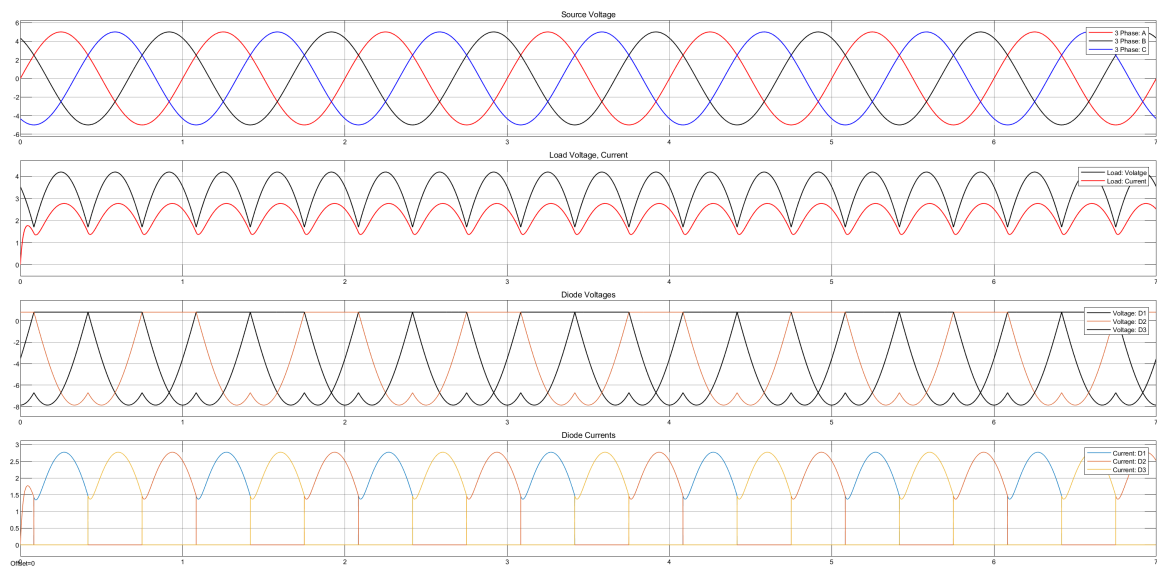 Source Voltage
6
4
2
0
-2
-4
-6
3 Phase: A
3 Phase: B
3 Phase: C
0 1 2 3 4 5 6 7
Load Voltage, Current
4
3
2
1
0
Load: Volatge
Load: Current
0 1 2 3 4 5 6 7
Diode Voltages
0
-2
-4
-6
-8
Voltage: D1
Voltage: D2
Voltage: D3
0 1 2 3 4 5 6 7
Diode Currents
3
2.5
2
1.5
1
0.5
0
Current: D1
Current: D2
Current: D3
0 1 2 3 4 5 6 7
Offset=0